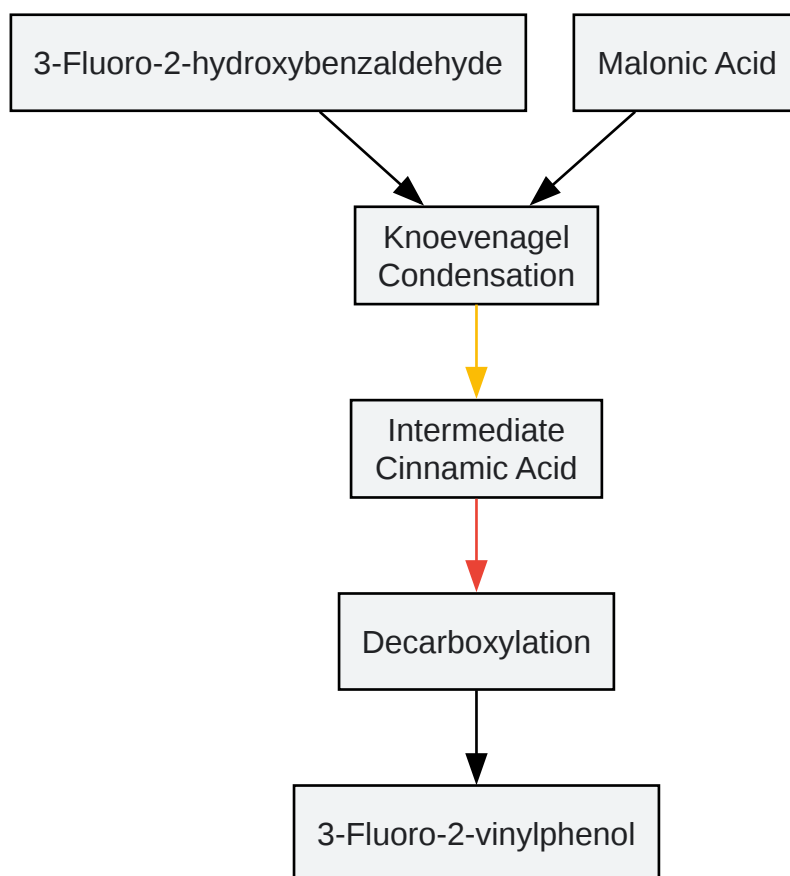 3-Fluoro-2-hydroxybenzaldehyde
Malonic Acid
Knoevenagel
Condensation
Intermediate
Cinnamic Acid
Decarboxylation
3-Fluoro-2-vinylphenol